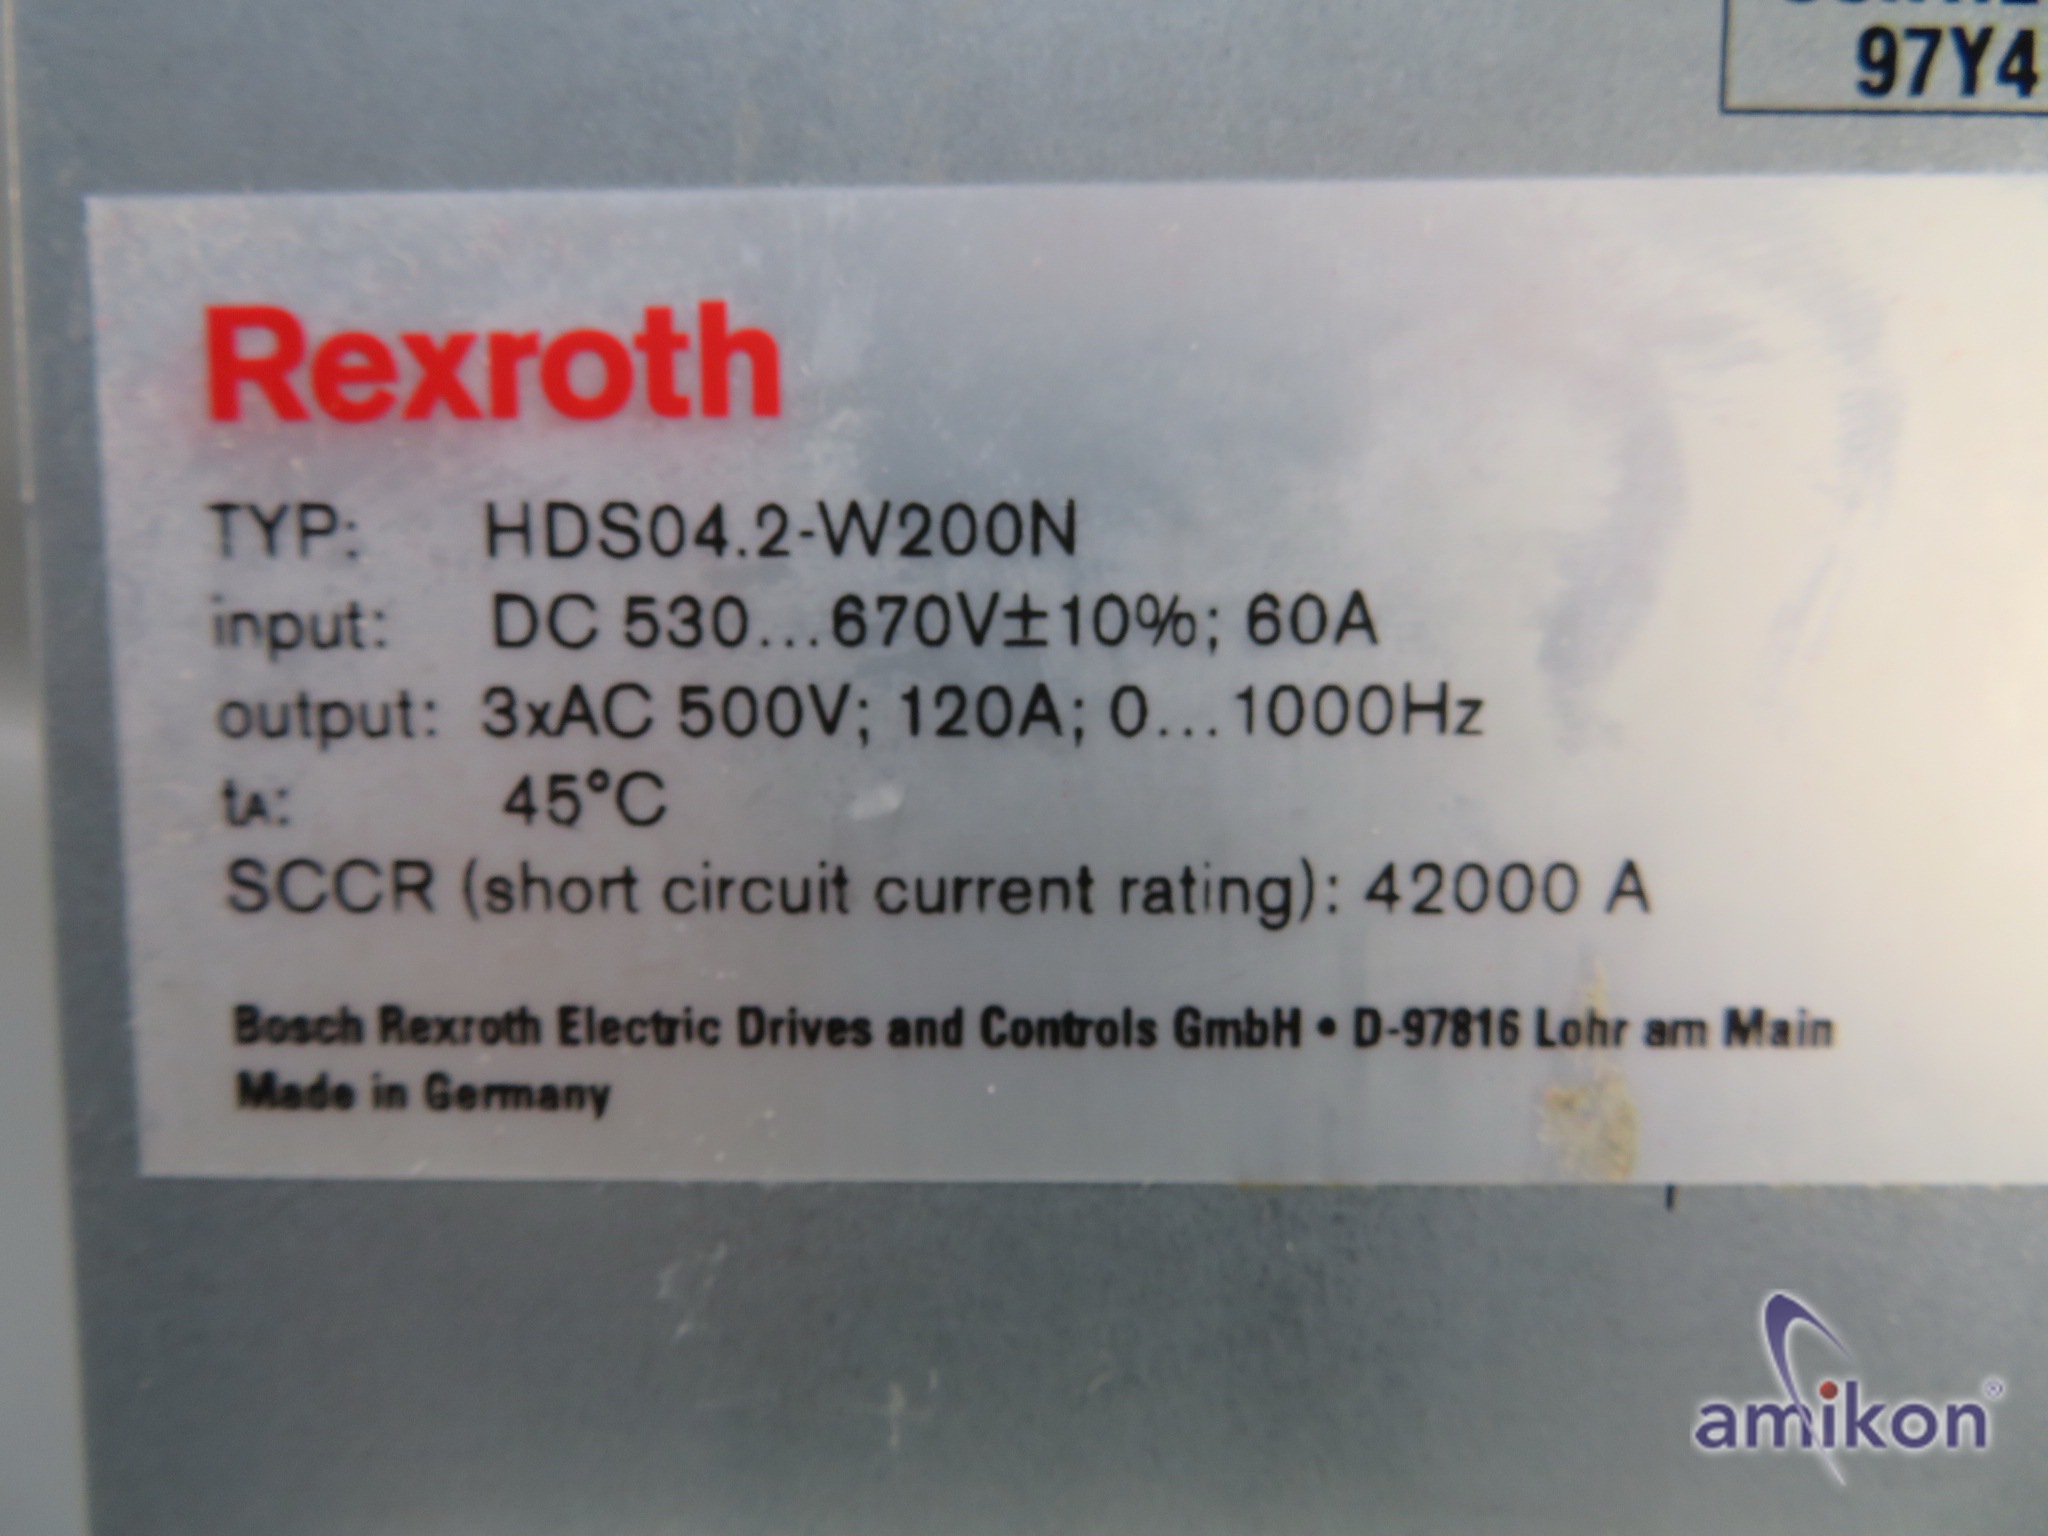 97Y4
Rexroth
TYP: HDS04.2-W200N
input: DC 530...670V±10%; 60A
output: 3xAC 500V; 120A; 0...1000Hz
tA: 45°C
SCCR (short circuit current rating): 42000 A
Bosch Rexroth Electric Drives and Controls GmbH • D-97816 Lohr am Main
Made in Germany
amikon®